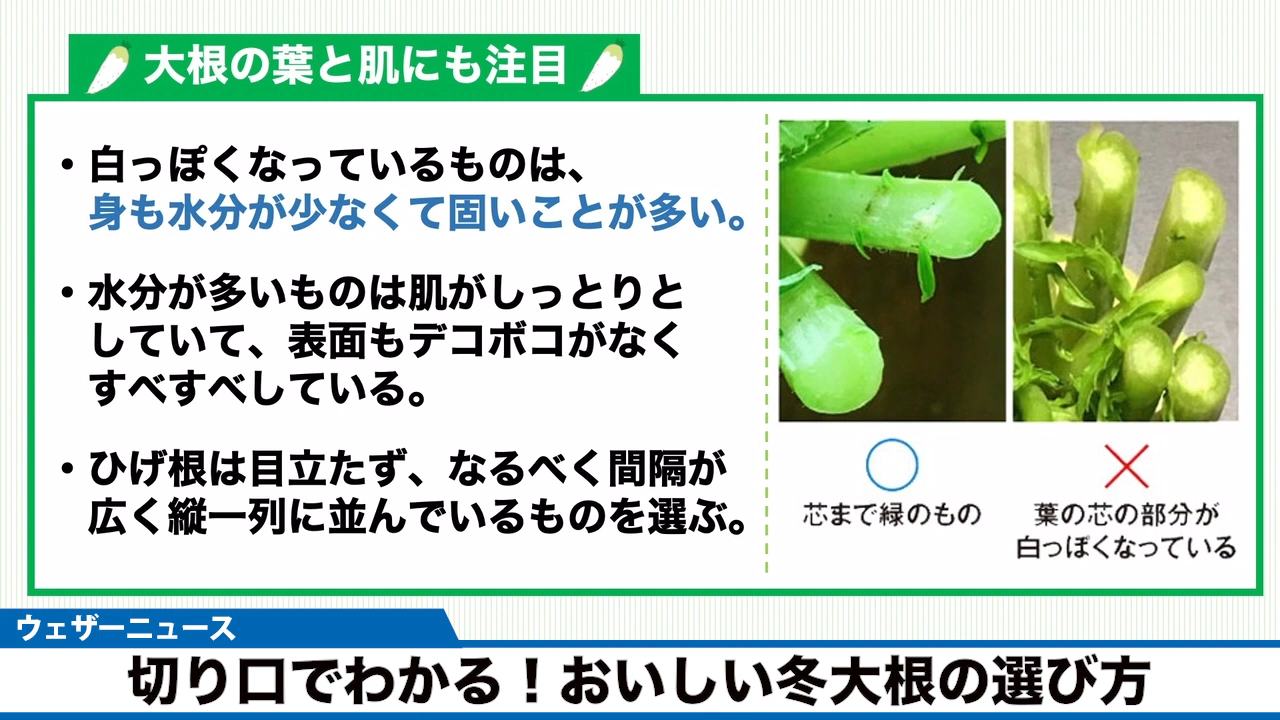 大根の葉と肌にも注目
・白っぽくなっているものは、
身も水分が少なくて固いことが多い。
・水分が多いものは肌がしっとりと
していて、表面もデコボコがなく
すべすべしている。
・ひげ根は目立たず、なるべく間隔が
広く縦一列に並んでいるものを選ぶ。
芯まで緑のもの
葉の芯の部分が
白っぽくなっている
ウェザーニュース
切り口でわかる！おいしい冬大根の選び方